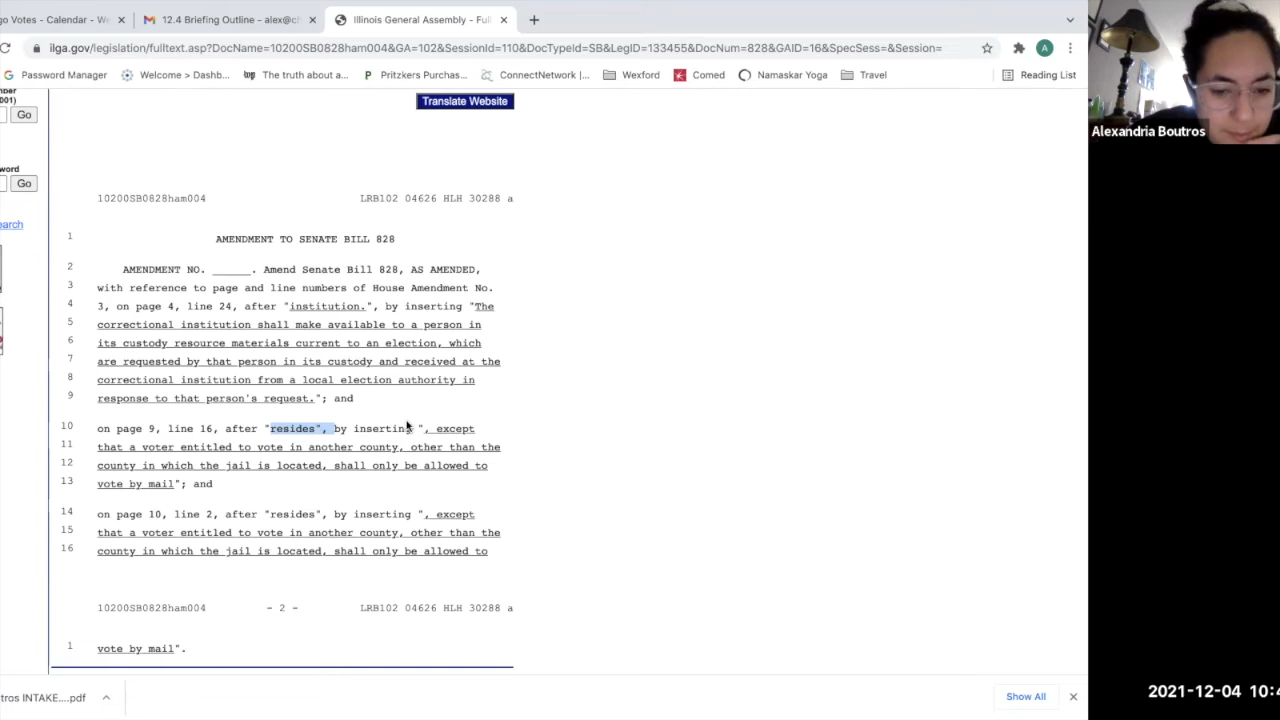 go Votes - Calendar - We
12.4 Briefing Outline - alex@ch
Illinois General Assembly - Full
ilga.gov/legislation/fulltext.asp?DocName=10200SB0828ham004&GA=102&SessionId=110&DocTypeId=SB&LegID=133455&DocNum=828&GAID=16&SpecSess=&Session=
A
Password Manager
Welcome > Dashb...
The truth about a...
Pritzkers Purchas...
ConnectNetwork |...
Wexford
Comed
Namaskar Yoga
Travel
Reading List
001)
Go
word
Go
earch
Translate Website
10200SB0828ham004 LRB102 04626 HLH 30288 a
1 AMENDMENT TO SENATE BILL 828
2 AMENDMENT NO. ______. Amend Senate Bill 828, AS AMENDED,
3 with reference to page and line numbers of House Amendment No.
4 3, on page 4, line 24, after "institution.", by inserting "The
5 correctional institution shall make available to a person in
6 its custody resource materials current to an election, which
7 are requested by that person in its custody and received at the
8 correctional institution from a local election authority in
9 response to that person's request."; and
10 on page 9, line 16, after "resides", by inserting ", except
11 that a voter entitled to vote in another county, other than the
12 county in which the jail is located, shall only be allowed to
13 vote by mail"; and
14 on page 10, line 2, after "resides", by inserting ", except
15 that a voter entitled to vote in another county, other than the
16 county in which the jail is located, shall only be allowed to
10200SB0828ham004 - 2 - LRB102 04626 HLH 30288 a
1 vote by mail".
tros INTAKE....pdf
Show All
Alexandria Boutros
2021-12-04 10:4